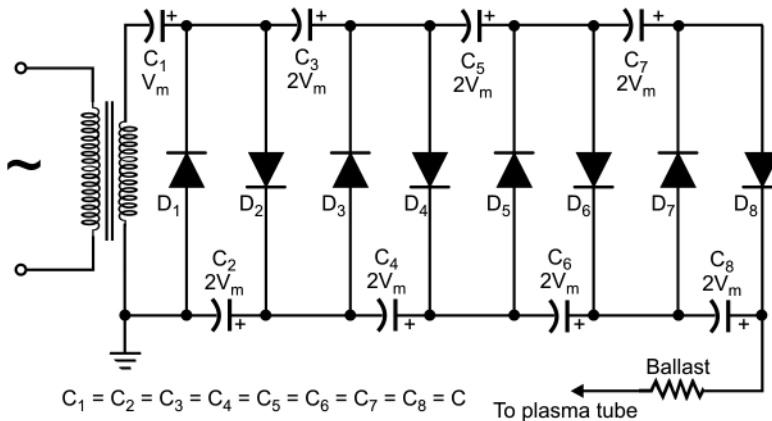 + + + +
C₁ C₃ C₅ C₇
Vₘ 2Vₘ 2Vₘ 2Vₘ
~
D₁ D₂ D₃ D₄ D₅ D₆ D₇ D₈
C₂ C₄ C₆ C₈
2Vₘ 2Vₘ 2Vₘ 2Vₘ
+ + + +
Ballast
C₁ = C₂ = C₃ = C₄ = C₅ = C₆ = C₇ = C₈ = C
To plasma tube